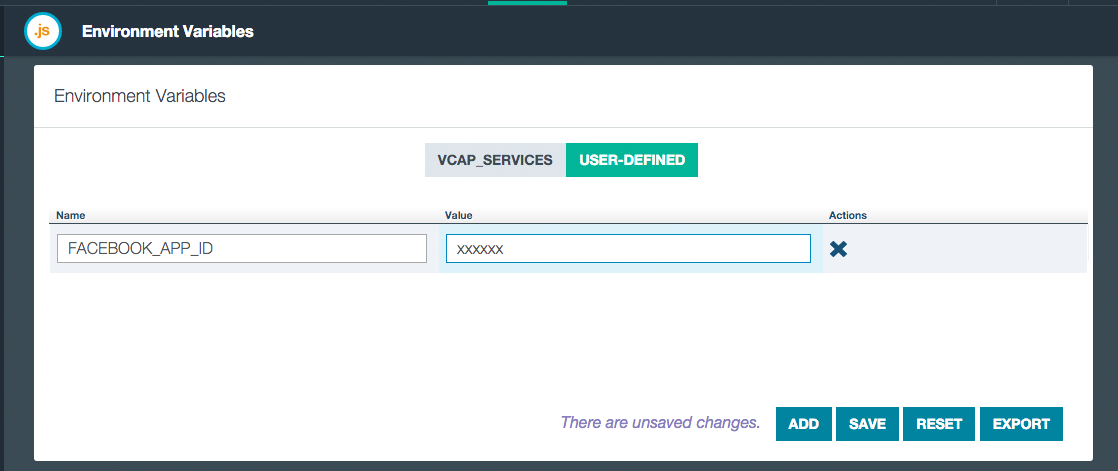 .js Environment Variables
Environment Variables
VCAP_SERVICES USER-DEFINED
Name Value Actions
FACEBOOK_APP_ID xxxxxx
There are unsaved changes. ADD SAVE RESET EXPORT